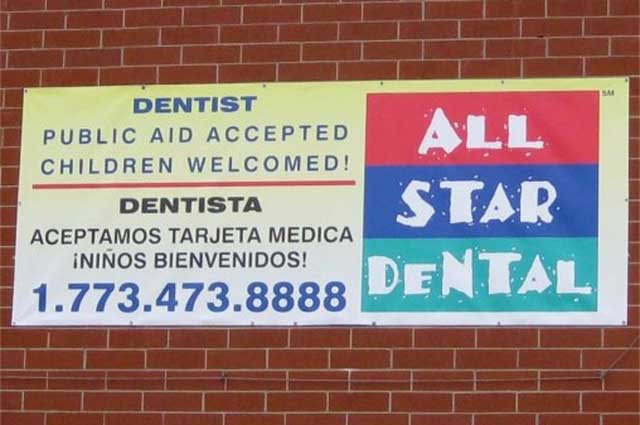 DENTIST
PUBLIC AID ACCEPTED
CHILDREN WELCOMED!
DENTISTA
ACEPTAMOS TARJETA MEDICA
¡NIÑOS BIENVENIDOS!
1.773.473.8888
ALL
STAR
DeNTAL
SM